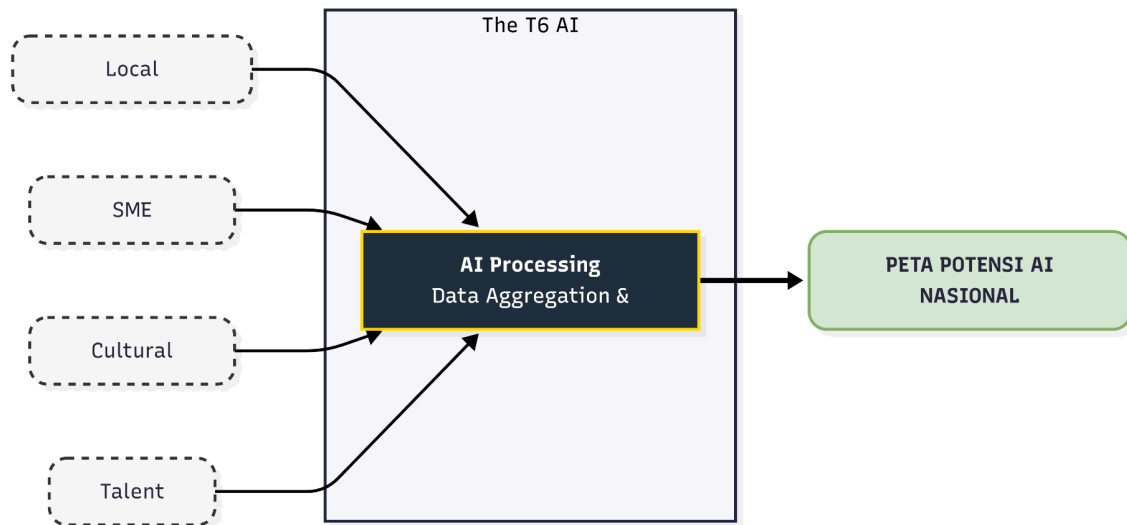 The T6 AI
Local
SME
Cultural
Talent
AI Processing
Data Aggregation &
PETA POTENSI AI
NASIONAL